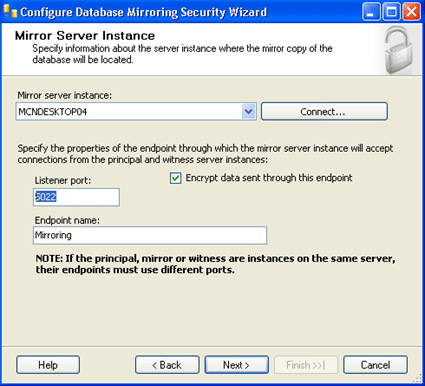 Configure Database Mirroring Security Wizard
Mirror Server Instance
Specify information about the server instance where the mirror copy of the
database will be located.
Mirror server instance:
MCNDESKTOP04
Connect...
Specify the properties of the endpoint through which the mirror server instance will accept
connections from the principal and witness server instances:
Listener port:
Encrypt data sent through this endpoint
5022
Endpoint name:
Mirroring
NOTE: If the principal, mirror or witness are instances on the same server,
their endpoints must use different ports.
Help
< Back
Next >
Finish >>|
Cancel